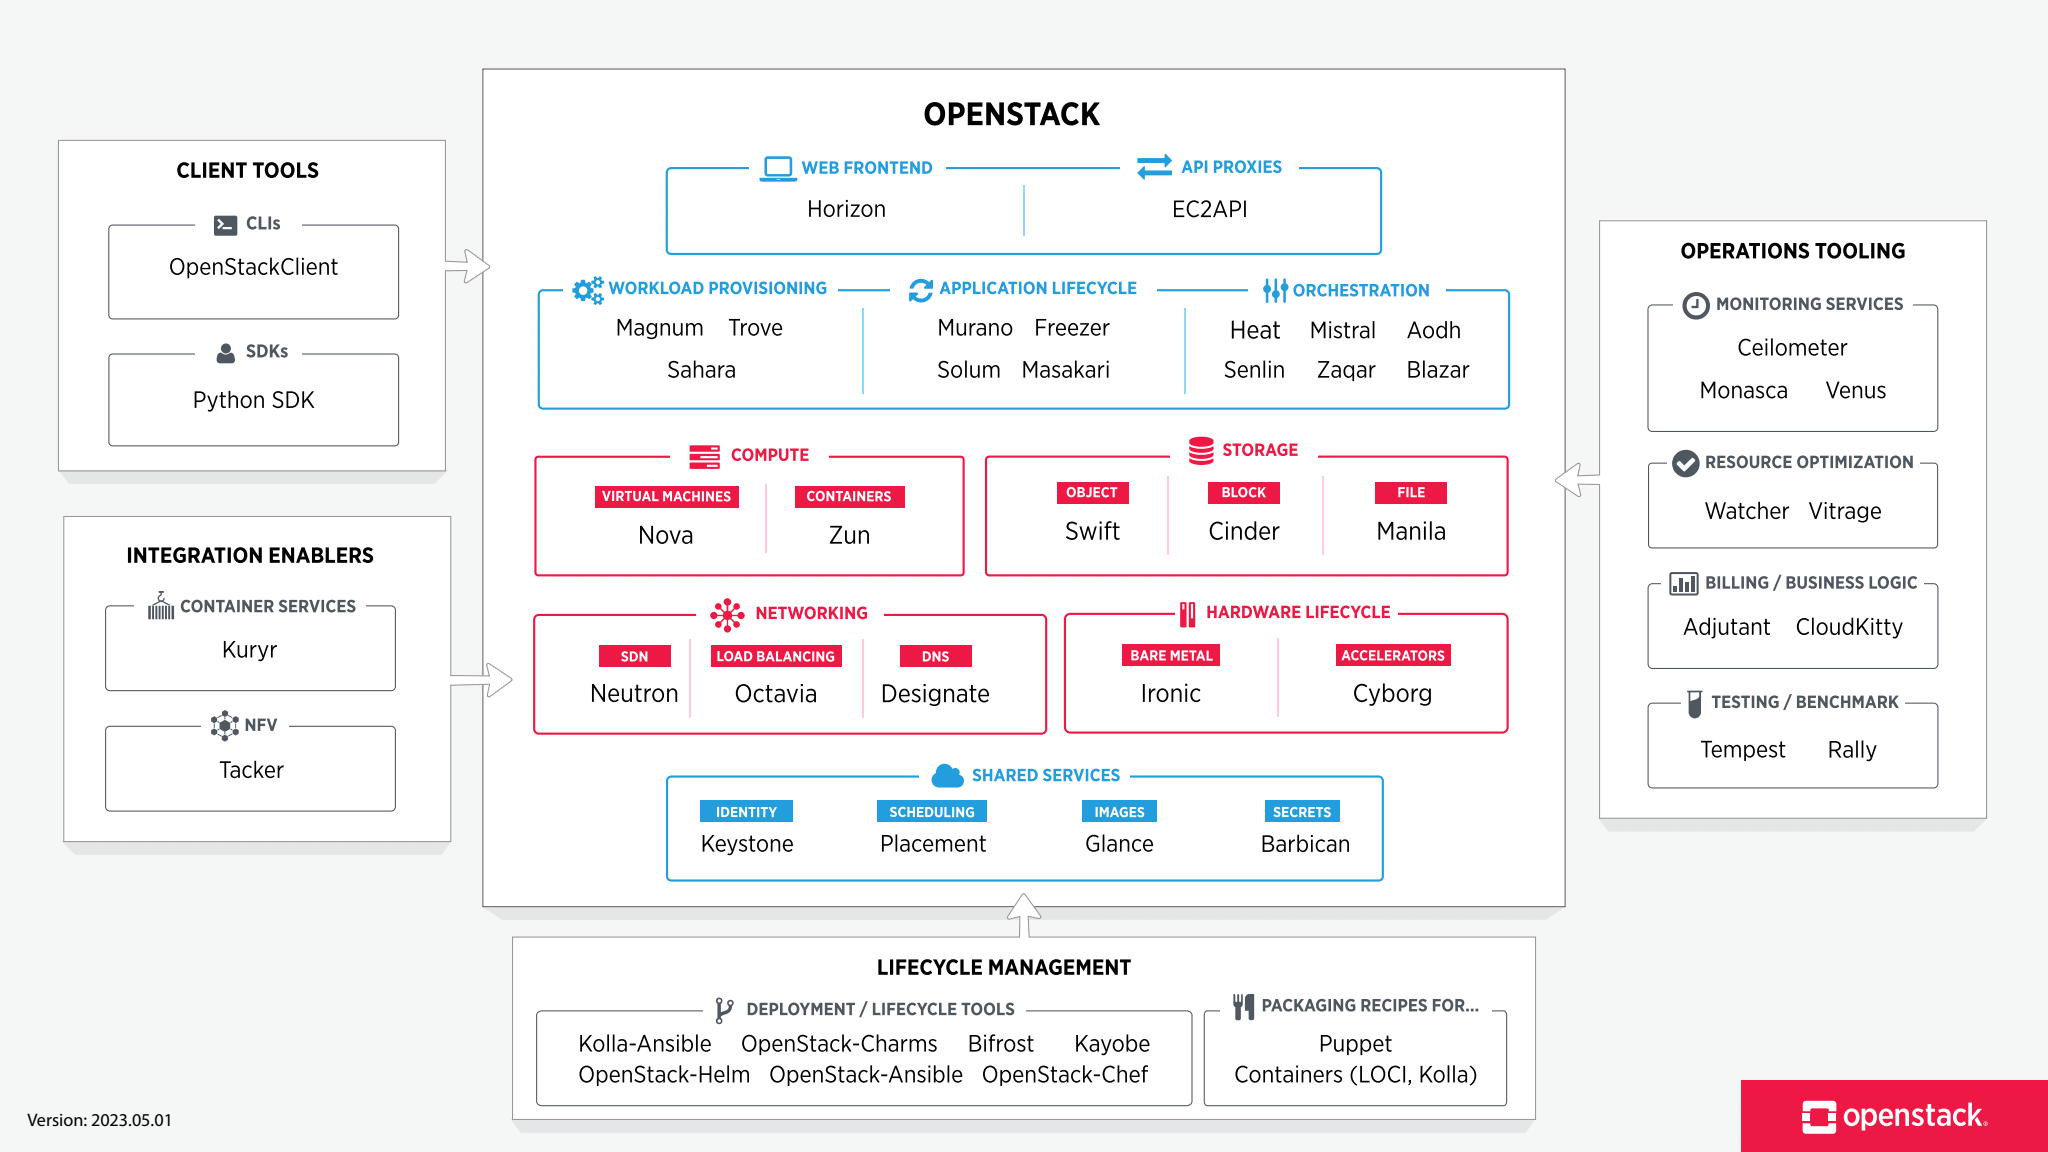 OPENSTACK
WEB FRONTEND
Horizon
API PROXIES
EC2API
WORKLOAD PROVISIONING
Magnum Trove
Sahara
APPLICATION LIFECYCLE
Murano Freezer
Solum Masakari
ORCHESTRATION
Heat Mistral Aodh
Senlin Zaqar Blazar
COMPUTE
VIRTUAL MACHINES
Nova
CONTAINERS
Zun
STORAGE
OBJECT
Swift
BLOCK
Cinder
FILE
Manila
NETWORKING
SDN
Neutron
LOAD BALANCING
Octavia
DNS
Designate
HARDWARE LIFECYCLE
BARE METAL
Ironic
ACCELERATORS
Cyborg
SHARED SERVICES
IDENTITY
Keystone
SCHEDULING
Placement
IMAGES
Glance
SECRETS
Barbican
CLIENT TOOLS
CLIs
OpenStackClient
SDKs
Python SDK
INTEGRATION ENABLERS
CONTAINER SERVICES
Kuryr
NFV
Tacker
OPERATIONS TOOLING
MONITORING SERVICES
Ceilometer
Monasca Venus
RESOURCE OPTIMIZATION
Watcher Vitrage
BILLING / BUSINESS LOGIC
Adjutant CloudKitty
TESTING / BENCHMARK
Tempest Rally
LIFECYCLE MANAGEMENT
DEPLOYMENT / LIFECYCLE TOOLS
Kolla-Ansible OpenStack-Charms Bifrost Kayobe
OpenStack-Helm OpenStack-Ansible OpenStack-Chef
PACKAGING RECIPES FOR...
Puppet
Containers (LOCI, Kolla)
Version: 2023.05.01
openstack.